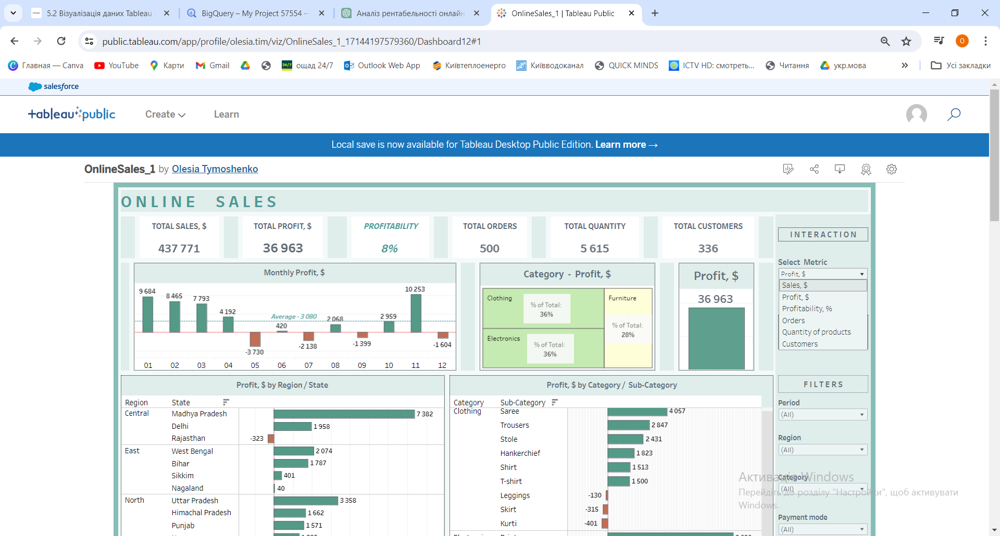 5.2 Візуалізація даних Tableau
BigQuery – My Project 57554 –
Аналіз рентабельності онлайн
OnlineSales_1 | Tableau Public
public.tableau.com/app/profile/olesia.tim/viz/OnlineSales_1_17144197579360/Dashboard12#1
O
Главная — Canva
YouTube
Карти
Gmail
24/7
ощад 24/7
Outlook Web App
Київтеплоенерго
Київводоканал
QUICK MINDS
ICTV HD: смотреть...
Читання
укр.мова
»
Усі закладки
salesforce
+ableau public
Create
Learn
Local save is now available for Tableau Desktop Public Edition. Learn more →
OnlineSales_1 by Olesia Tymoshenko
ONLINE SALES
TOTAL SALES, $
437 771
TOTAL PROFIT, $
36 963
PROFITABILITY
8%
TOTAL ORDERS
500
TOTAL QUANTITY
5 615
TOTAL CUSTOMERS
336
INTERACTION
Select Metric
Profit, $
Sales, $
Profit, $
Profitability, %
Orders
Quantity of products
Customers
Monthly Profit, $
9 684
8 465
7 793
4 192
-3 730
Average - 3 080
420
-2 138
2 068
-1 399
2 959
10 253
-1 604
01 02 03 04 05 06 07 08 09 10 11 12
Category - Profit, $
Clothing
% of Total:
36%
Electronics
% of Total:
36%
Furniture
% of Total:
28%
Profit, $
36 963
Profit, $ by Region / State
Region State
Central Madhya Pradesh 7 382
Delhi 1 958
Rajasthan -323
East West Bengal 2 074
Bihar 1 787
Sikkim 401
Nagaland 40
North Uttar Pradesh 3 358
Himachal Pradesh 1 662
Punjab 1 571
Profit, $ by Category / Sub-Category
Category Sub-Category
Clothing Saree 4 057
Trousers 2 847
Stole 2 431
Hankerchief 1 823
Shirt 1 513
T-shirt 1 500
Leggings -130
Skirt -315
Kurti -401
FILTERS
Period
(All)
Region
(All)
Category
(All)
Payment mode
(All)
Активація Windows
Перейдіть до розділу "Настройки", щоб активувати
Windows.